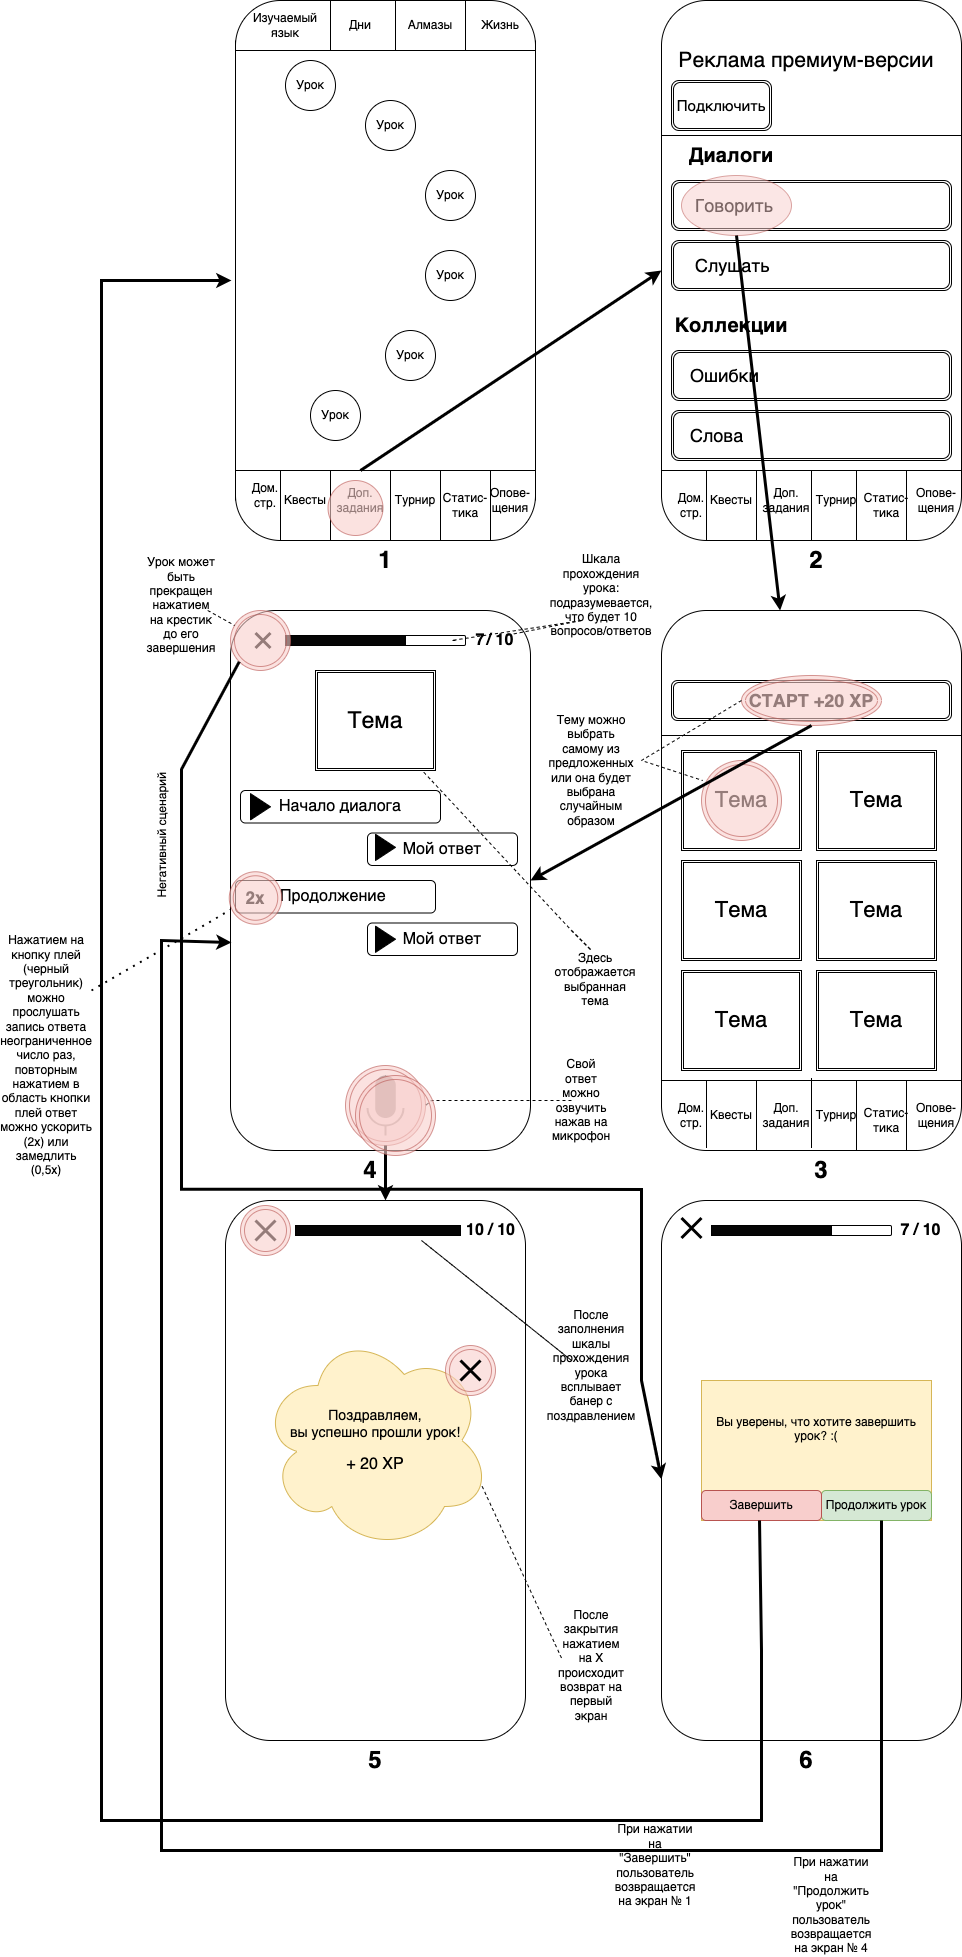 Изучаемый
язык
Дни
Алмазы
Жизнь
Урок
Урок
Урок
Урок
Урок
Урок
Дом.
стр.
Квесты
Доп.
задания
Турнир
Статис-
тика
Опове-
щения
1
Реклама премиум-версии
Подключить
Диалоги
Говорить
Слушать
Коллекции
Ошибки
Слова
Дом.
стр.
Квесты
Доп.
задания
Турнир
Статис-
тика
Опове-
щения
2
Урок может
быть
прекращен
нажатием
на крестик
до его
завершения
Шкала
прохождения
урока:
подразумевается,
что будет 10
вопросов/ответов
7 / 10
Тема
Начало диалога
Мой ответ
2x
Продолжение
Мой ответ
Негативный сценарий
Нажатием на
кнопку плей
(черный
треугольник)
можно
прослушать
запись ответа
неограниченное
число раз,
повторным
нажатием в
область кнопки
плей ответ
можно ускорить
(2x) или
замедлить
(0,5x)
Тему можно
выбрать
самому из
предложенных
или она будет
выбрана
случайным
образом
Здесь
отображается
выбранная
тема
Свой
ответ
можно
озвучить
нажав на
микрофон
4
СТАРТ +20 XP
Тема
Тема
Тема
Тема
Тема
Тема
Дом.
стр.
Квесты
Доп.
задания
Турнир
Статис-
тика
Опове-
щения
3
10 / 10
Поздравляем,
вы успешно прошли урок!
+ 20 XP
После
заполнения
шкалы
прохождения
урока
всплывает
банер с
поздравлением
После
закрытия
нажатием
на X
происходит
возврат на
первый
экран
5
7 / 10
Вы уверены, что хотите завершить
урок? :(
Завершить
Продолжить урок
6
При нажатии
на
"Завершить"
пользователь
возвращается
на экран № 1
При нажатии
на
"Продолжить
урок"
пользователь
возвращается
на экран № 4